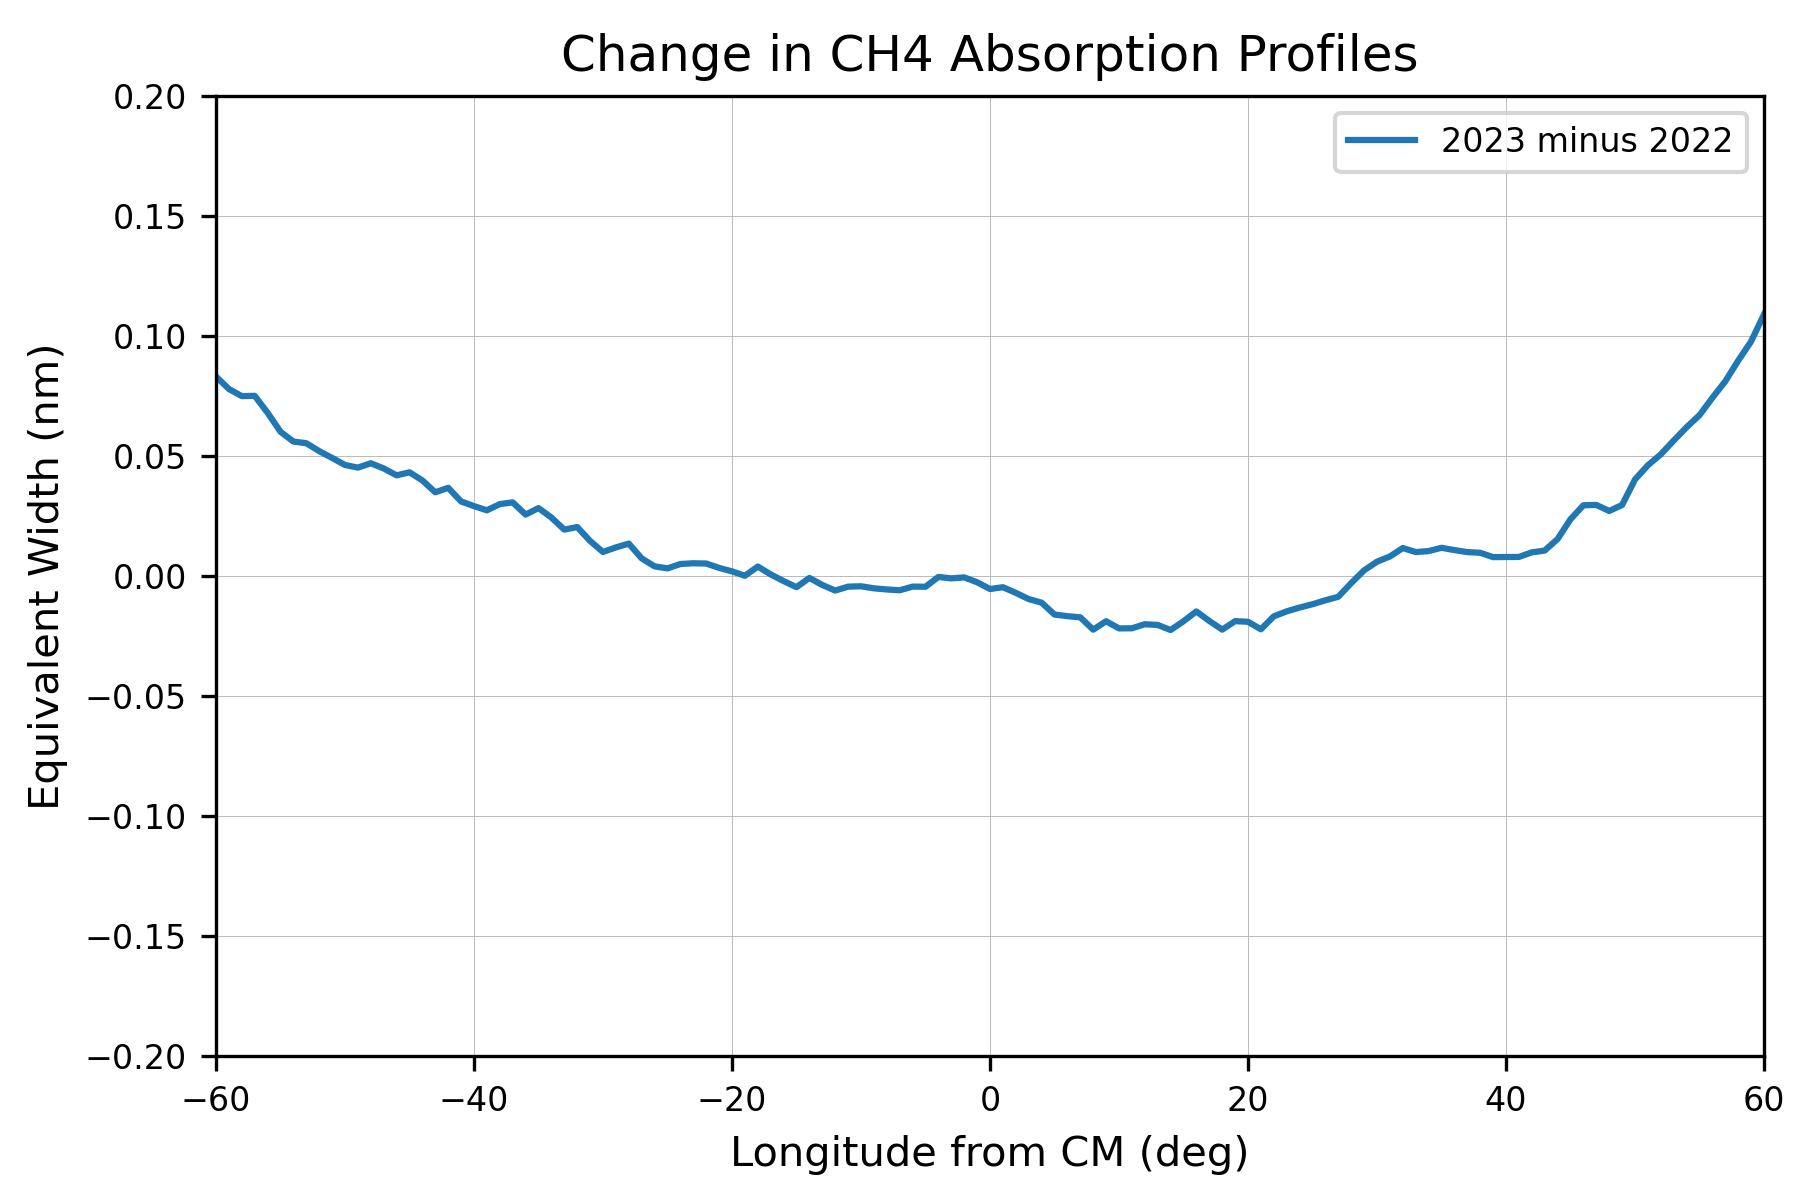 Change in CH4 Absorption Profiles
2023 minus 2022
Equivalent Width (nm)
0.20
0.15
0.10
0.05
0.00
−0.05
−0.10
−0.15
−0.20
−60 −40 −20 0 20 40 60
Longitude from CM (deg)